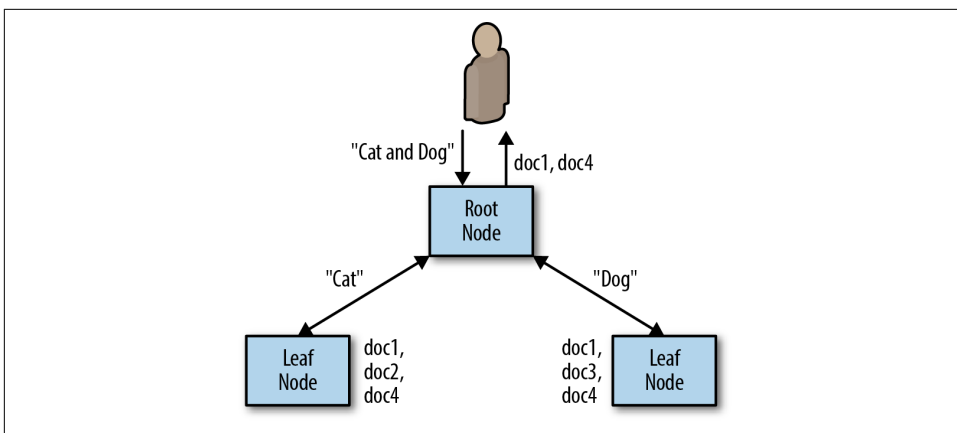 "Cat and Dog"
doc1, doc4
Root
Node
"Cat"
"Dog"
Leaf
Node
doc1,
doc2,
doc4
doc1,
doc3,
doc4
Leaf
Node